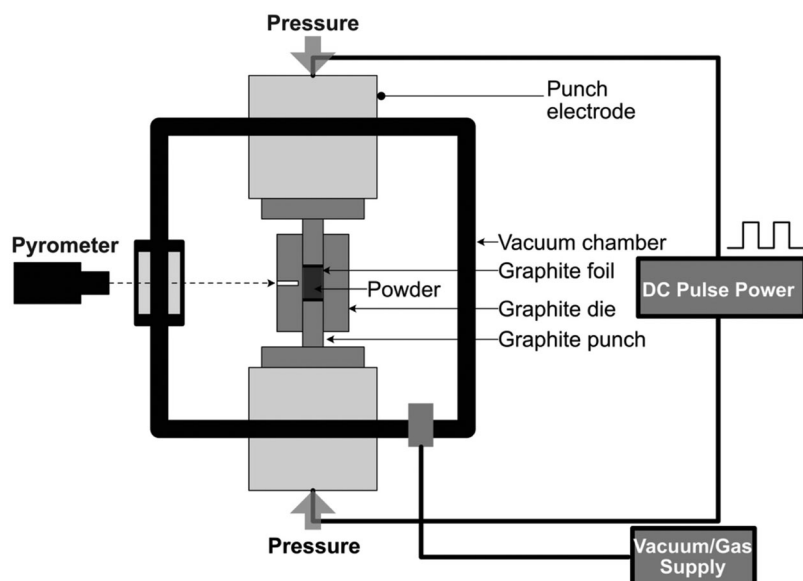 Pressure
Punch
electrode
Pyrometer
Vacuum chamber
Graphite foil
Powder
DC Pulse Power
Graphite die
Graphite punch
Pressure
Vacuum/Gas
Supply